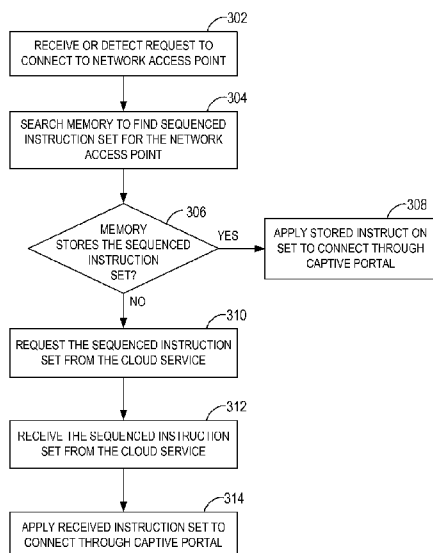 302
RECEIVE OR DETECT REQUEST TO
CONNECT TO NETWORK ACCESS POINT
304
SEARCH MEMORY TO FIND SEQUENCED
INSTRUCTION SET FOR THE NETWORK
ACCESS POINT
306
MEMORY
STORES THE SEQUENCED
INSTRUCTION
SET?
YES
308
APPLY STORED INSTRUCT ON
SET TO CONNECT THROUGH
CAPTIVE PORTAL
NO
310
REQUEST THE SEQUENCED INSTRUCTION
SET FROM THE CLOUD SERVICE
312
RECEIVE THE SEQUENCED INSTRUCTION
SET FROM THE CLOUD SERVICE
314
APPLY RECEIVED INSTRUCTION SET TO
CONNECT THROUGH CAPTIVE PORTAL